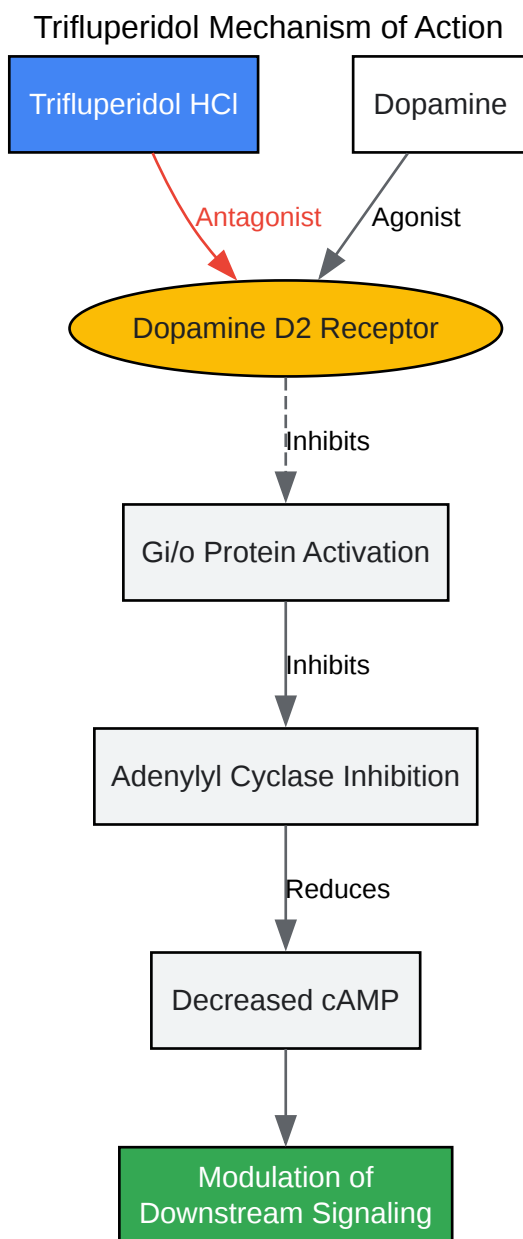 Trifluperidol Mechanism of Action
Trifluperidol HCl
Dopamine
Antagonist
Agonist
Dopamine D2 Receptor
Inhibits
Gi/o Protein Activation
Inhibits
Adenylyl Cyclase Inhibition
Reduces
Decreased cAMP
Modulation of
Downstream Signaling